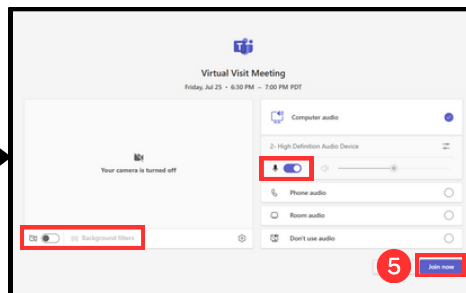 Virtual Visit Meeting
Friday, Jul 25 • 6:30 PM – 7:00 PM PDT
Computer audio
2- High Definition Audio Device
Your camera is turned off
Phone audio
Room audio
Background filters
Don't use audio
5
Join now